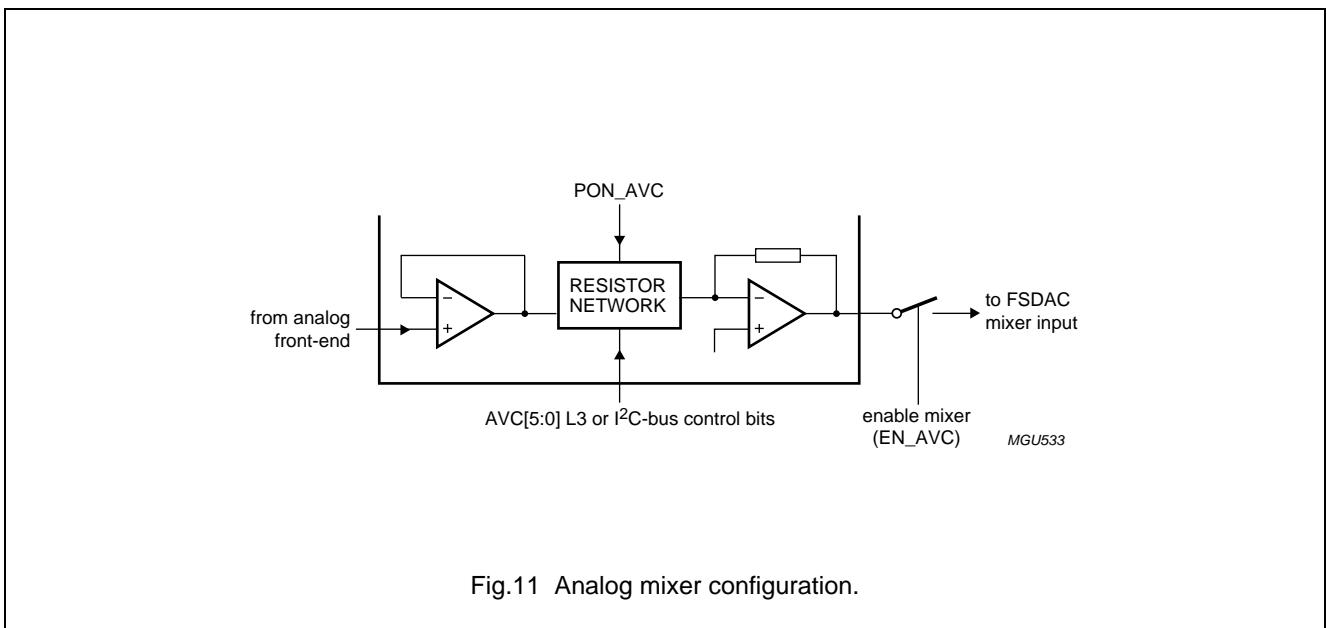 PON_AVC
RESISTOR
NETWORK
−
+
−
+
from analog
front-end
to FSDAC
mixer input
AVC[5:0] L3 or I²C-bus control bits
enable mixer
(EN_AVC)
MGU533
Fig.11 Analog mixer configuration.